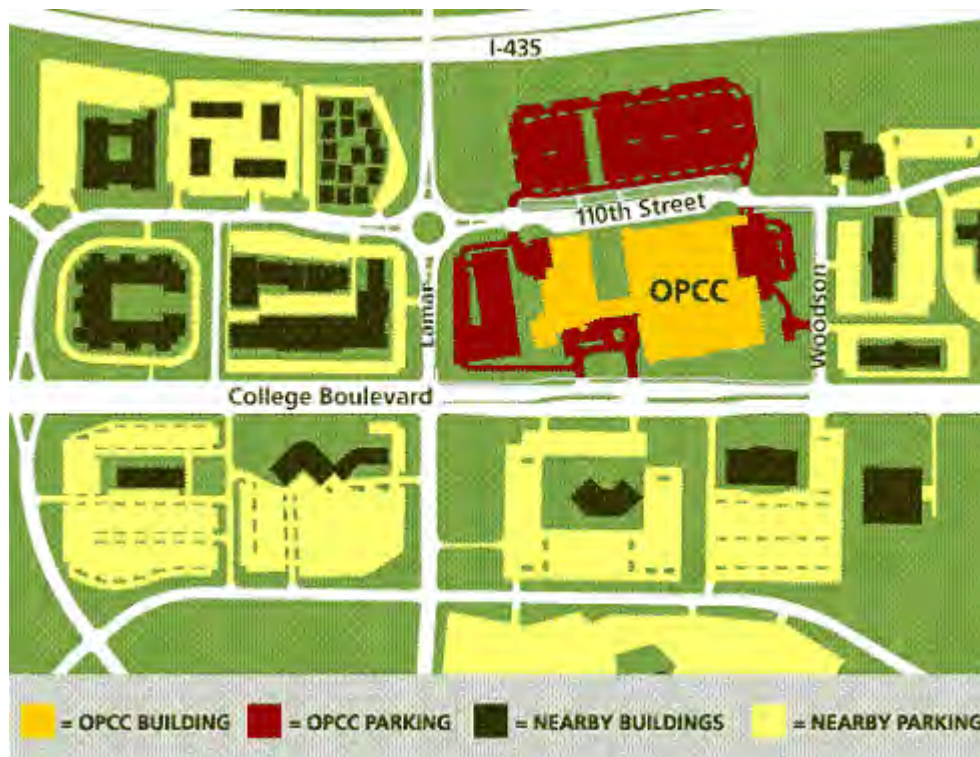 I-435
110th Street
OPCC
Lamar
Woodson
College Boulevard
= OPCC BUILDING
= OPCC PARKING
= NEARBY BUILDINGS
= NEARBY PARKING